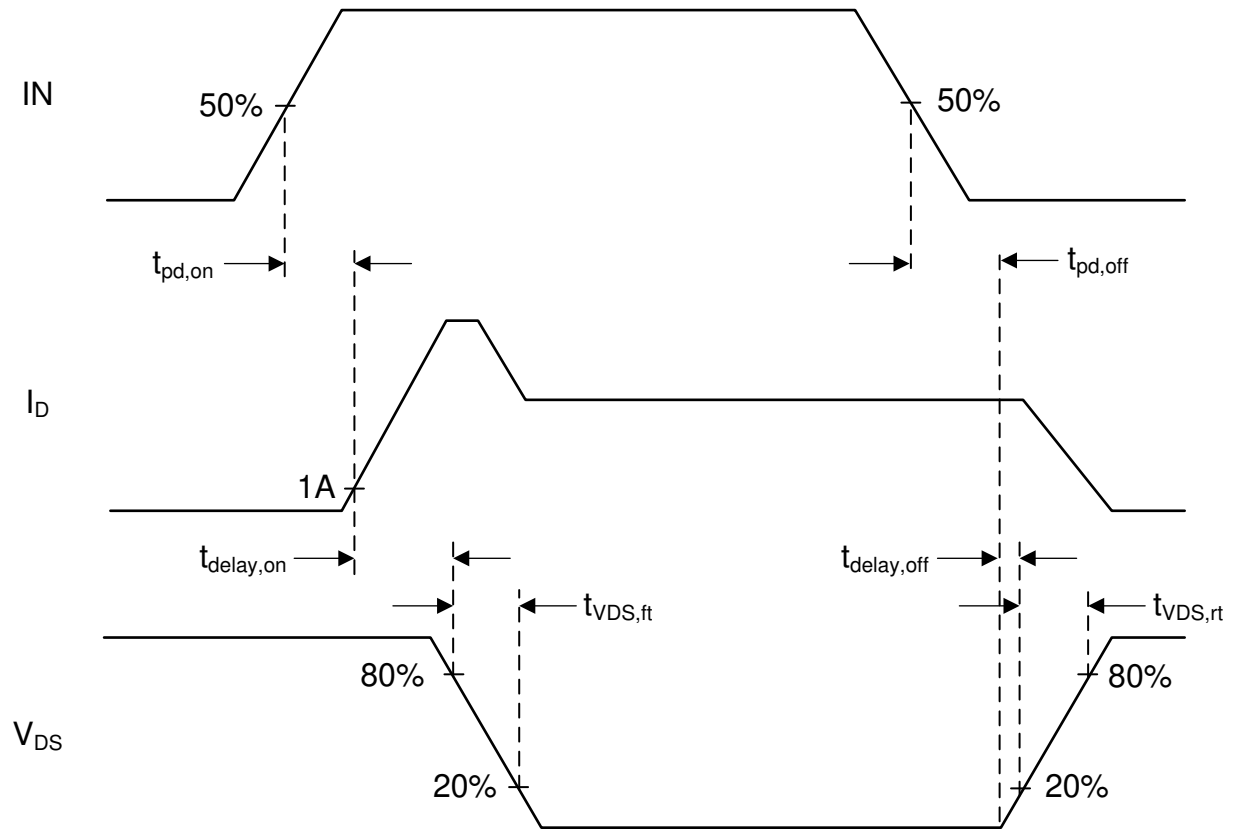 IN
50%
50%
tpd,on
tpd,off
ID
1A
tdelay,on
tdelay,off
tVDS,ft
tVDS,rt
80%
80%
VDS
20%
20%